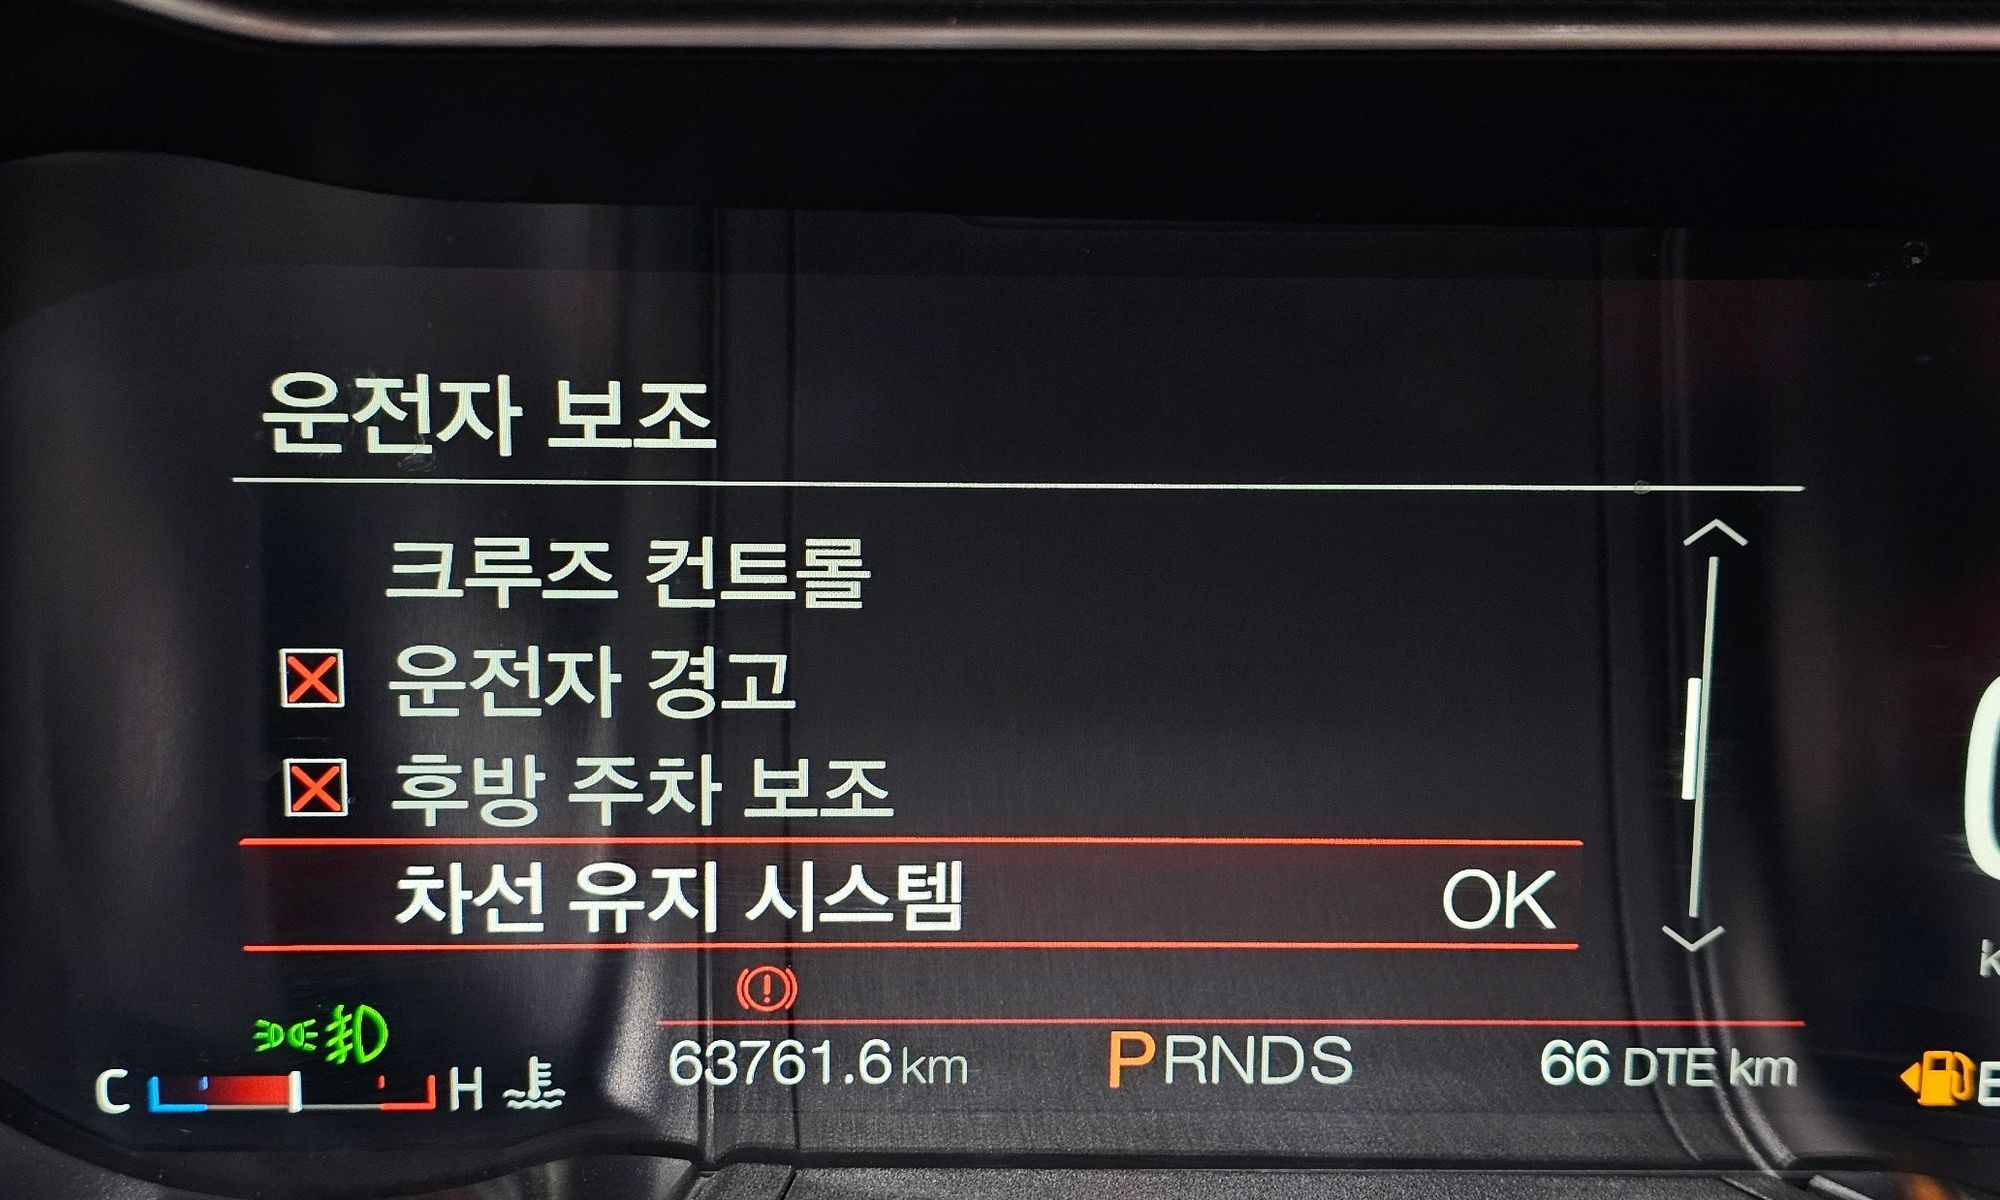 운전자 보조
크루즈 컨트롤
운전자 경고
후방 주차 보조
차선 유지 시스템 OK
63761.6 km PRNDS 66 DTE km
C H